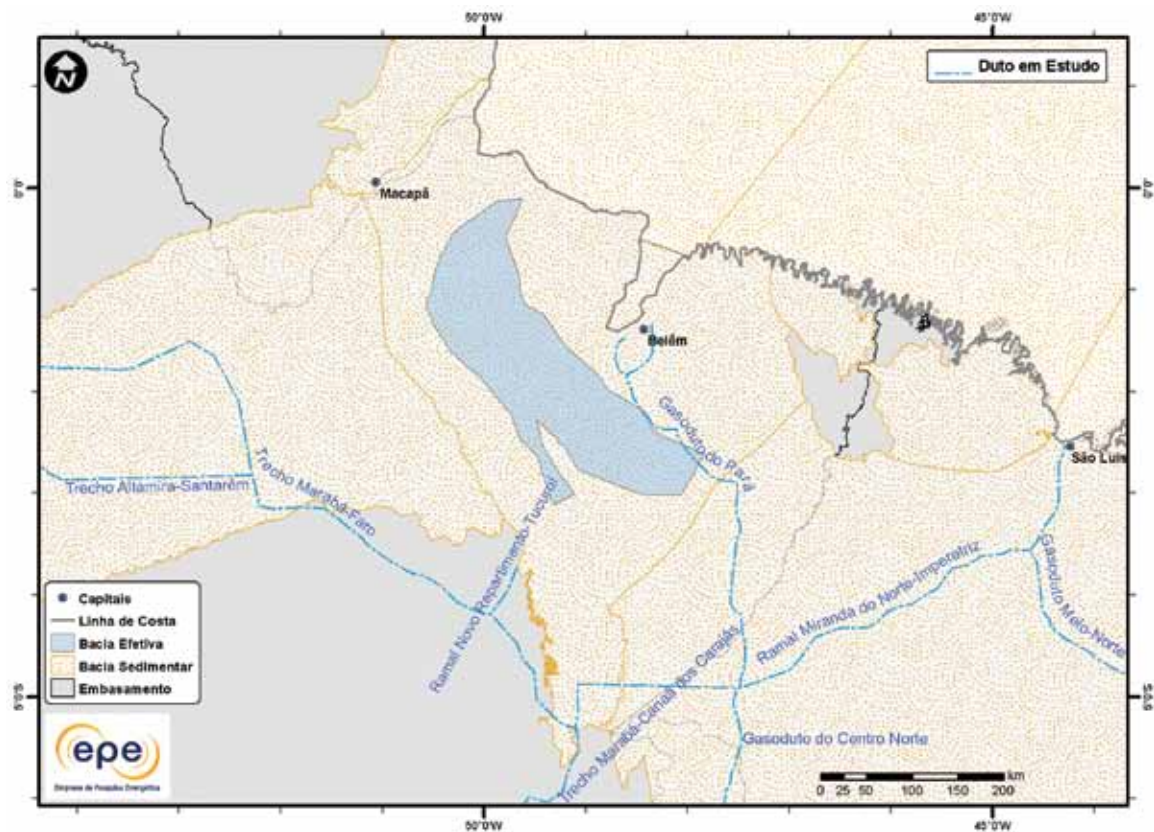 50°0'W
45°0'W
N
Duto em Estudo
0°0'
0°0'
Macapá
Belém
Gasoduto do Pará
São Luis
Trecho Altamira-Santarém
Trecho Marabá-Faro
Ramal Novo Repartimento-Tucuruí
Ramal Miranda do Norte-Imperatriz
Gasoduto Meio-Norte
Capitais
Linha de Costa
Bacia Efetiva
Bacia Sedimentar
Embasamento
5°0'S
5°0'S
Trecho Marabá-Canaã dos Carajás
Gasoduto do Centro Norte
epe
Empresa de Pesquisa Energética
km
0 25 50 100 150 200
50°0'W
45°0'W